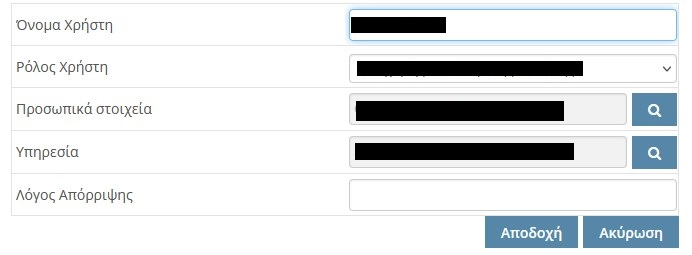 Όνομα Χρήστη
Ρόλος Χρήστη
Προσωπικά στοιχεία
Υπηρεσία
Λόγος Απόρριψης
Αποδοχή Ακύρωση